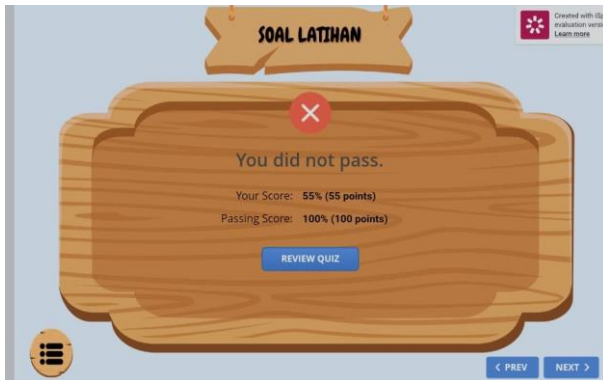 SOAL LATIHAN
Created with iSp
evaluation versi
Learn more
You did not pass.
Your Score: 55% (55 points)
Passing Score: 100% (100 points)
REVIEW QUIZ
PREV
NEXT